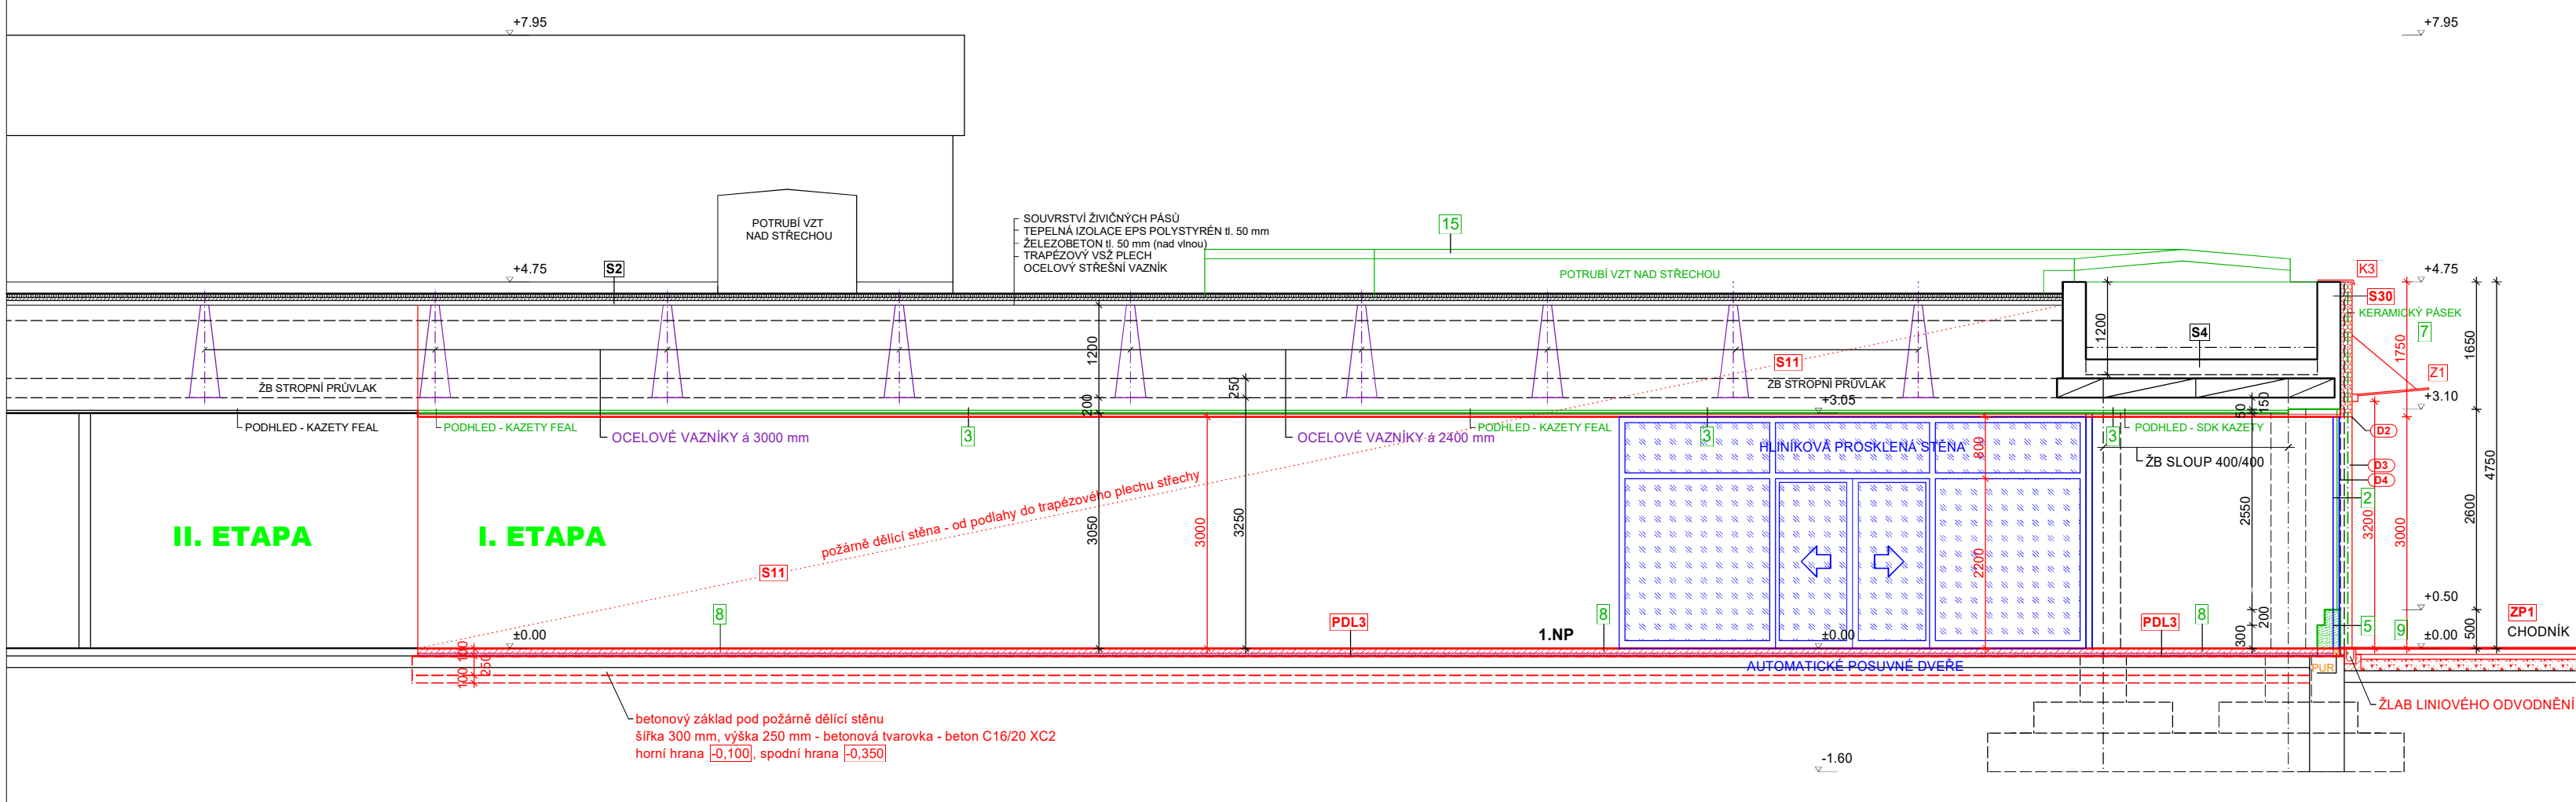 +7.95
+7.95
POTRUBÍ VZT
NAD STŘECHOU
SOUVRSTVÍ ŽIVIČNÝCH PÁSŮ
TEPELNÁ IZOLACE EPS POLYSTYRÉN tl. 50 mm
ŽELEZOBETON tl. 50 mm (nad vlnou)
TRAPÉZOVÝ VSŽ PLECH
OCELOVÝ STŘEŠNÍ VAZNÍK
15
POTRUBÍ VZT NAD STŘECHOU
+4.75
S2
K3
+4.75
S30
KERAMICKÝ PÁSEK
7
S4
1200
1200
1750
1650
S11
Z1
ŽB STROPNÍ PRŮVLAK
250
ŽB STROPNÍ PRŮVLAK
200
+3.05
50
150
+3.10
PODHLED - KAZETY FEAL
PODHLED - KAZETY FEAL
OCELOVÉ VAZNÍKY á 3000 mm
3
OCELOVÉ VAZNÍKY á 2400 mm
PODHLED - KAZETY FEAL
3
HLINÍKOVÁ PROSKLENÁ STĚNA
800
3
PODHLED - SDK KAZETY
D2
ŽB SLOUP 400/400
D3
D4
4750
2
požárně dělící stěna - od podlahy do trapézového plechu střechy
II. ETAPA
I. ETAPA
3050
3000
3250
2200
2550
3200
3000
2600
S11
8
PDL3
8
PDL3
8
300
200
5
9
+0.50
500
ZP1
CHODNÍK
±0.00
1.NP
±0.00
±0.00
AUTOMATICKÉ POSUVNÉ DVEŘE
PUR
100
100
250
betonový základ pod požárně dělící stěnu
šířka 300 mm, výška 250 mm - betonová tvarovka - beton C16/20 XC2
horní hrana -0,100, spodní hrana -0,350
ŽLAB LINIOVÉHO ODVODNĚNÍ
-1.60